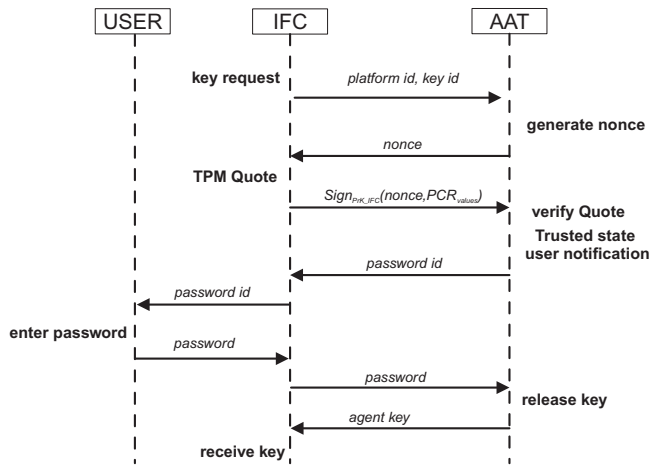 USER
IFC
AAT
key request
platform id, key id
generate nonce
nonce
TPM Quote
Sign_PrK_IFC(nonce,PCR_values)
verify Quote
Trusted state
user notification
password id
password id
enter password
password
password
release key
agent key
receive key